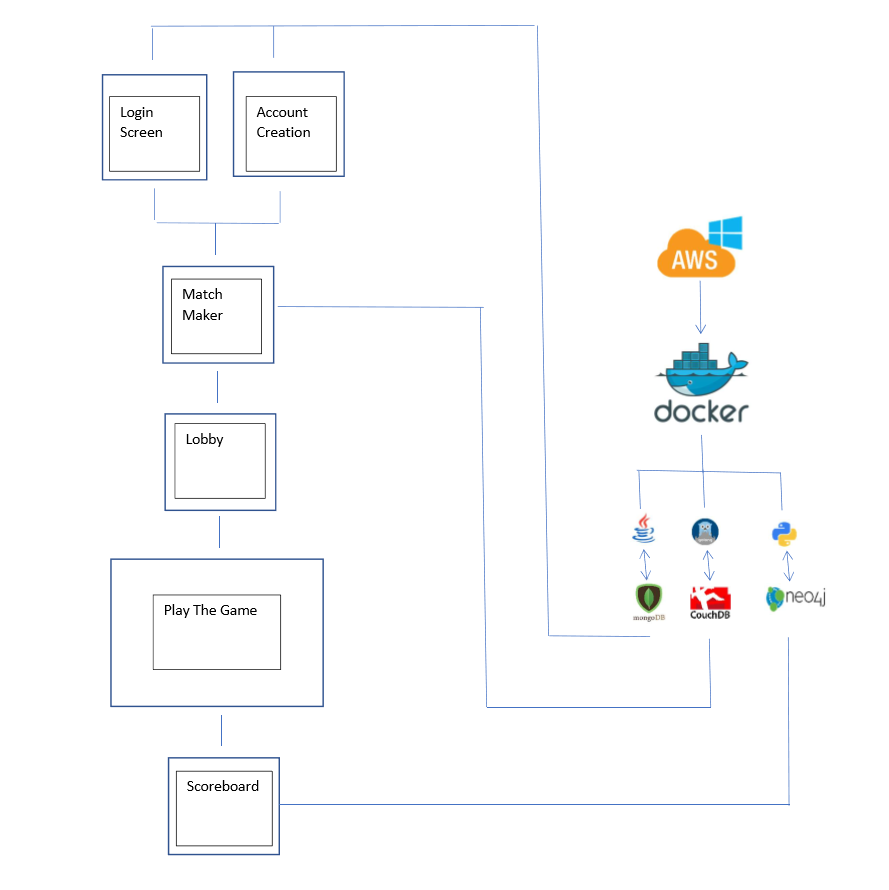 Login
Screen
Account
Creation
Match
Maker
Lobby
Play The Game
Scoreboard
AWS
docker
mongoDB
CouchDB
neo4j